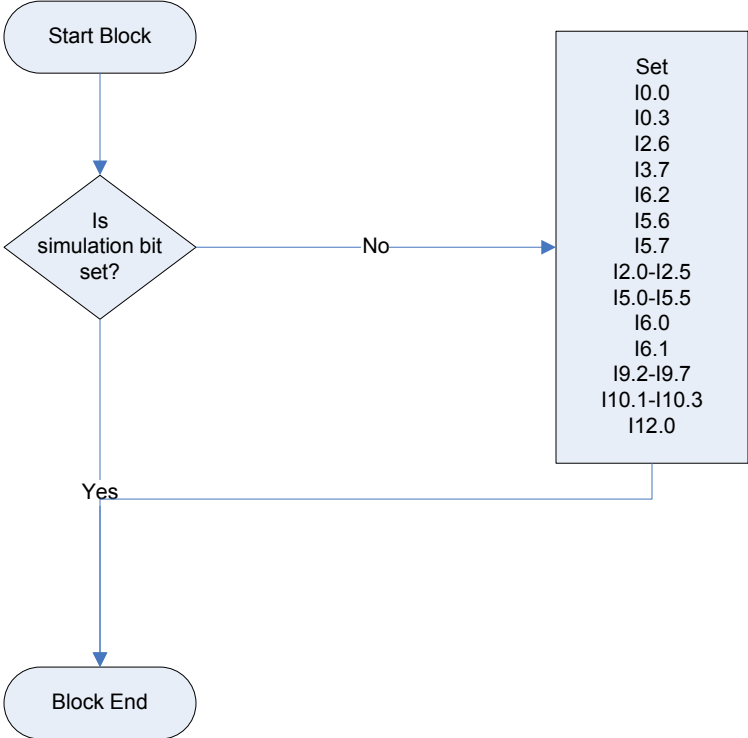 Start Block
Is
simulation bit
set?
No
Set
I0.0
I0.3
I2.6
I3.7
I6.2
I5.6
I5.7
I2.0-I2.5
I5.0-I5.5
I6.0
I6.1
I9.2-I9.7
I10.1-I10.3
I12.0
Yes
Block End